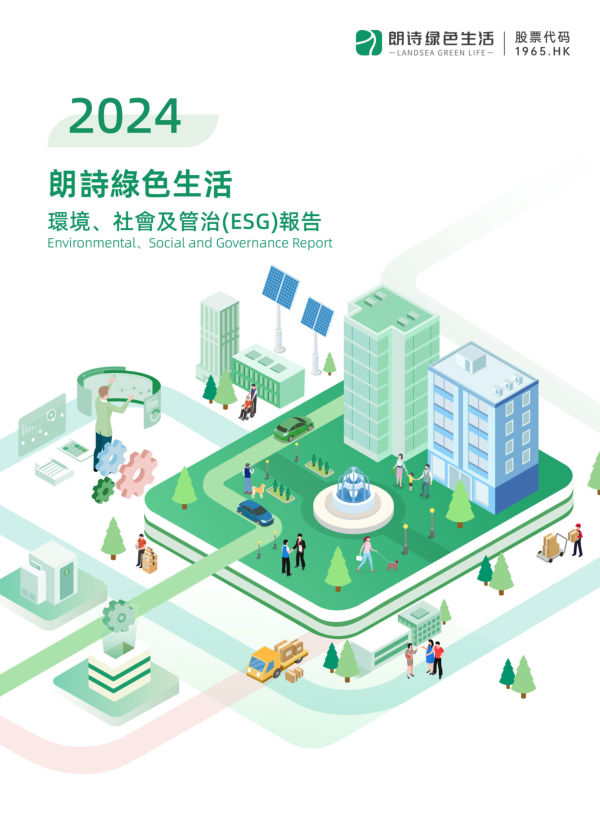 朗诗绿色生活
—LANDSEA GREEN LIFE—
股票代码
1965.HK
2024
朗詩綠色生活
環境、社會及管治(ESG)報告
Environmental、Social and Governance Report